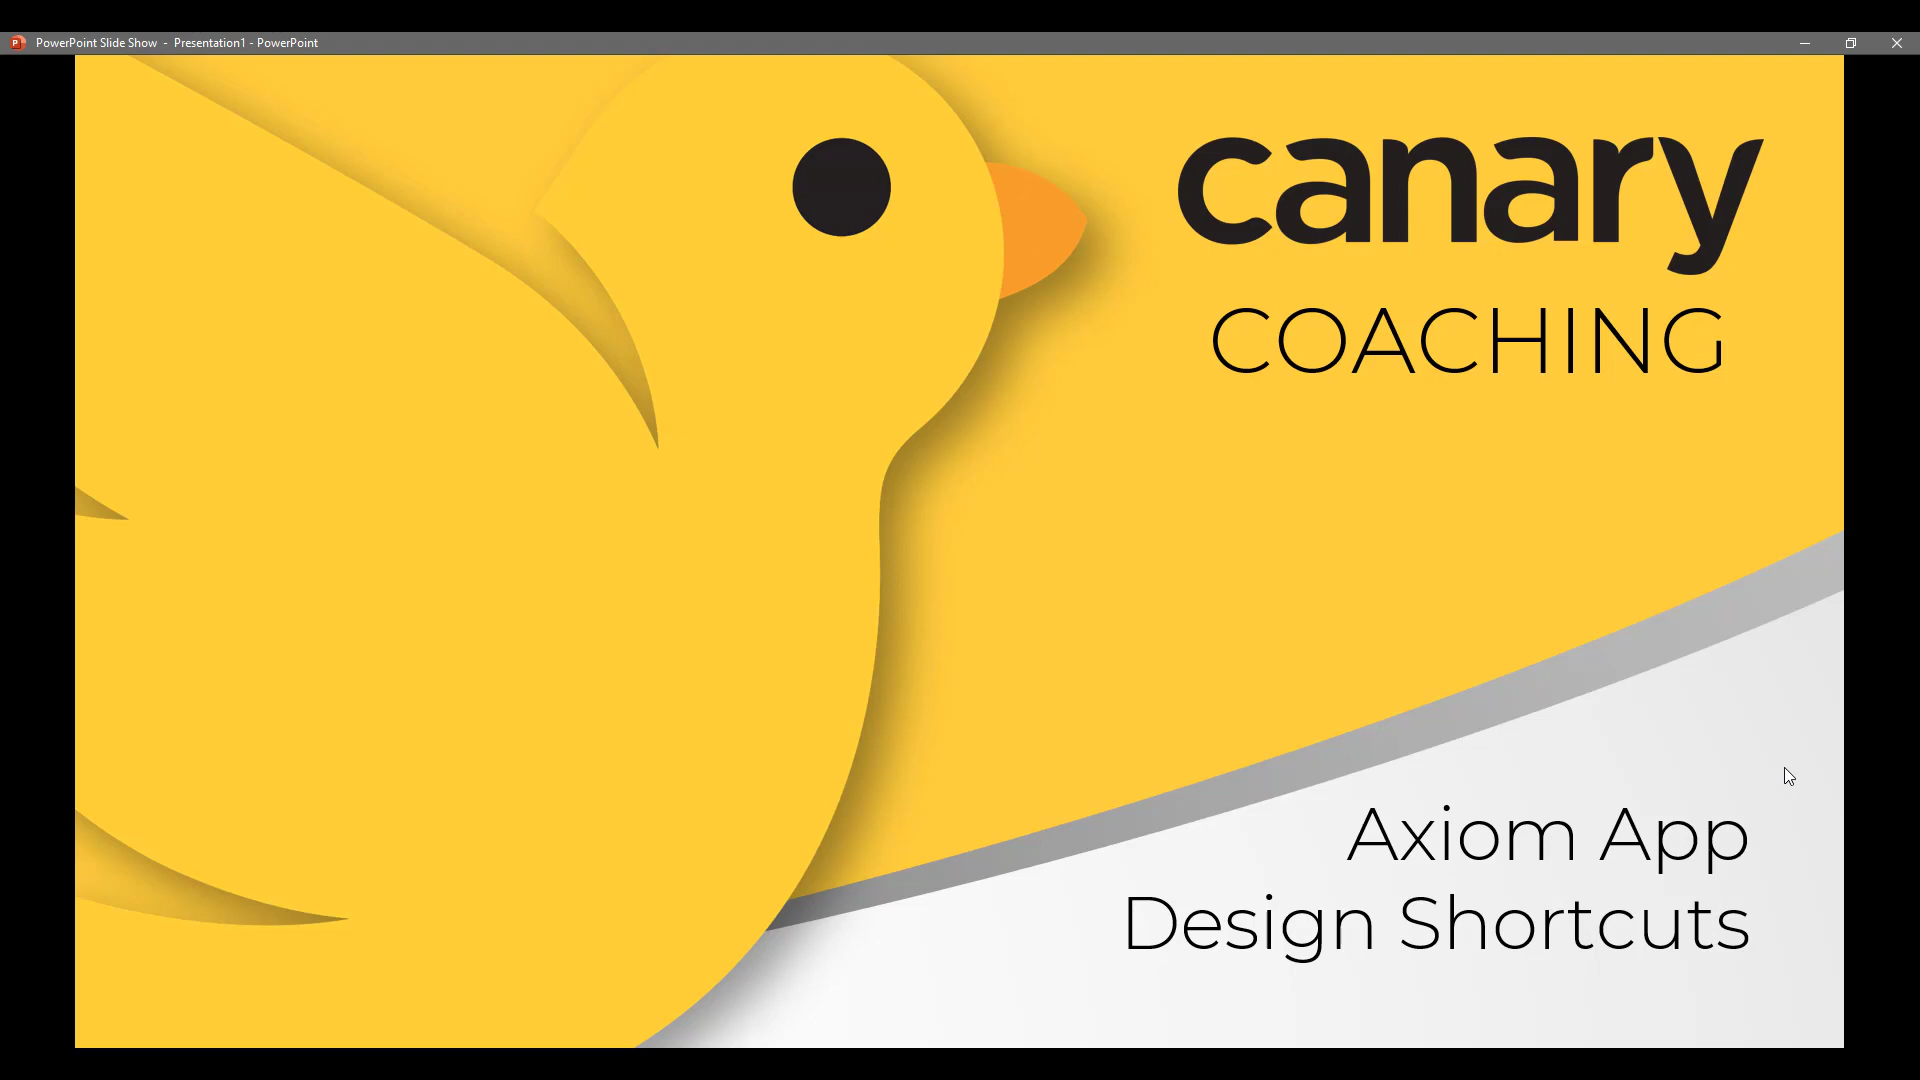 PowerPoint Slide Show - Presentation1 - PowerPoint
canary
COACHING
Axiom App
Design Shortcuts